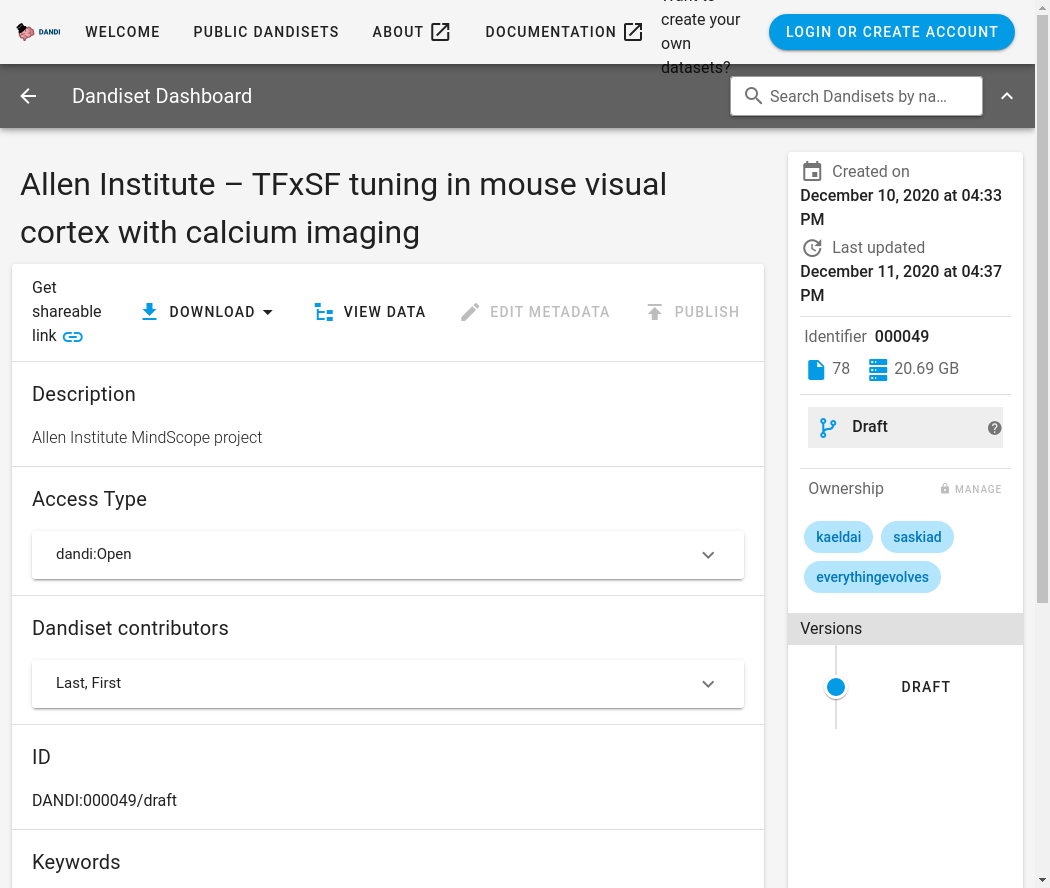 DANDI
WELCOME
PUBLIC DANDISETS
ABOUT
DOCUMENTATION
create your
own
datasets?
LOGIN OR CREATE ACCOUNT
Dandiset Dashboard
Search Dandisets by na…
Allen Institute – TFxSF tuning in mouse visual
cortex with calcium imaging
Get
shareable
link
DOWNLOAD
VIEW DATA
EDIT METADATA
PUBLISH
Description
Allen Institute MindScope project
Access Type
dandi:Open
Dandiset contributors
Last, First
ID
DANDI:000049/draft
Keywords
Created on
December 10, 2020 at 04:33
PM
Last updated
December 11, 2020 at 04:37
PM
Identifier 000049
78
20.69 GB
Draft
Ownership
MANAGE
kaeldai
saskiad
everythingevolves
Versions
DRAFT